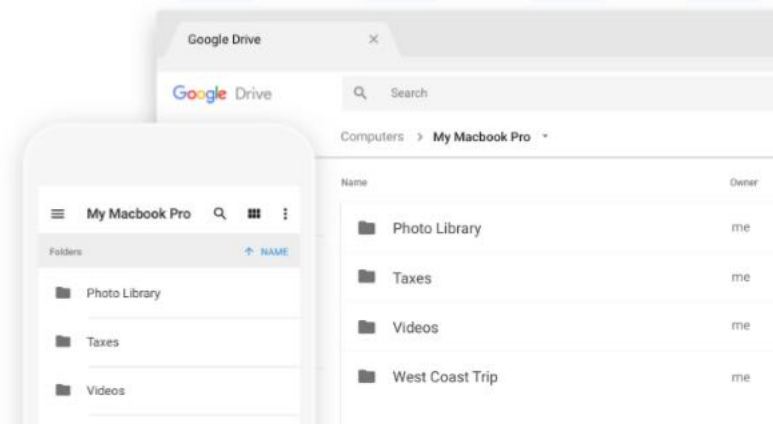 Google Drive
Google Drive
Search
Computers > My Macbook Pro
Name Owner
Photo Library me
Taxes me
Videos me
West Coast Trip me
My Macbook Pro
Folders NAME
Photo Library
Taxes
Videos